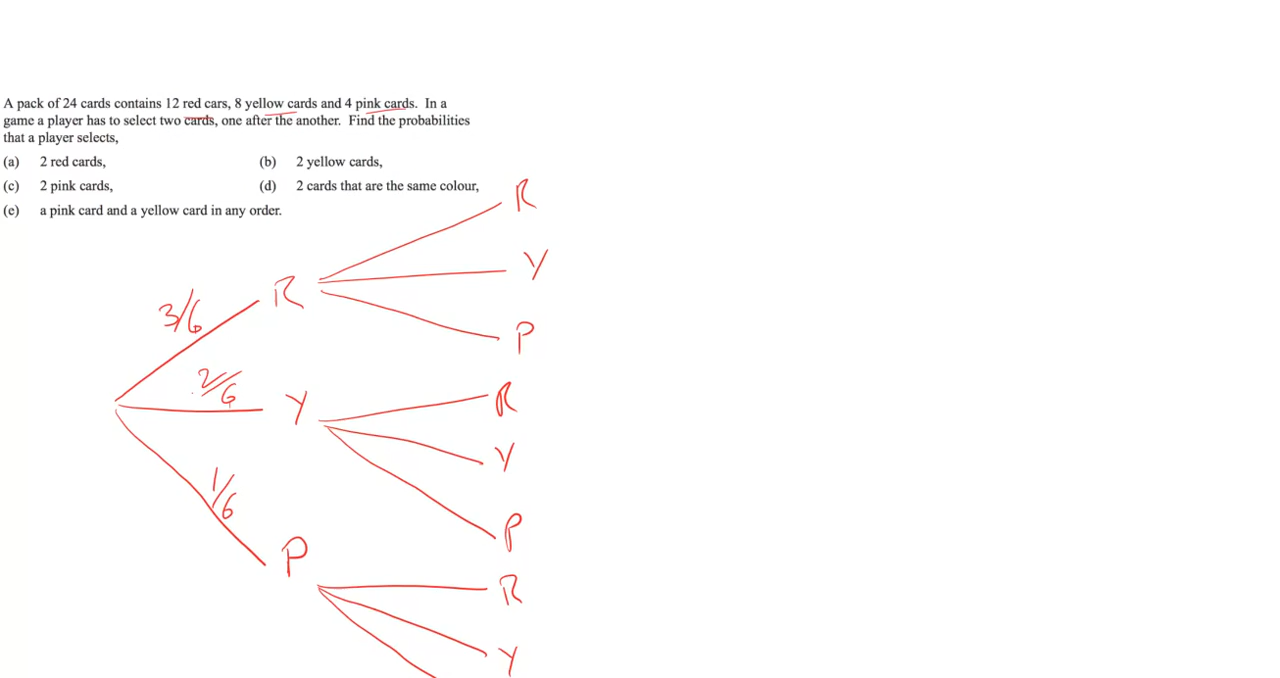 A pack of 24 cards contains 12 red cars, 8 yellow cards and 4 pink cards. In a
game a player has to select two cards, one after the another. Find the probabilities
that a player selects,
(a) 2 red cards, (b) 2 yellow cards,
(c) 2 pink cards, (d) 2 cards that are the same colour,
(e) a pink card and a yellow card in any order.
R
Y
3/6 R
P
2/6 Y
R
Y
1/6
P
P
R
Y